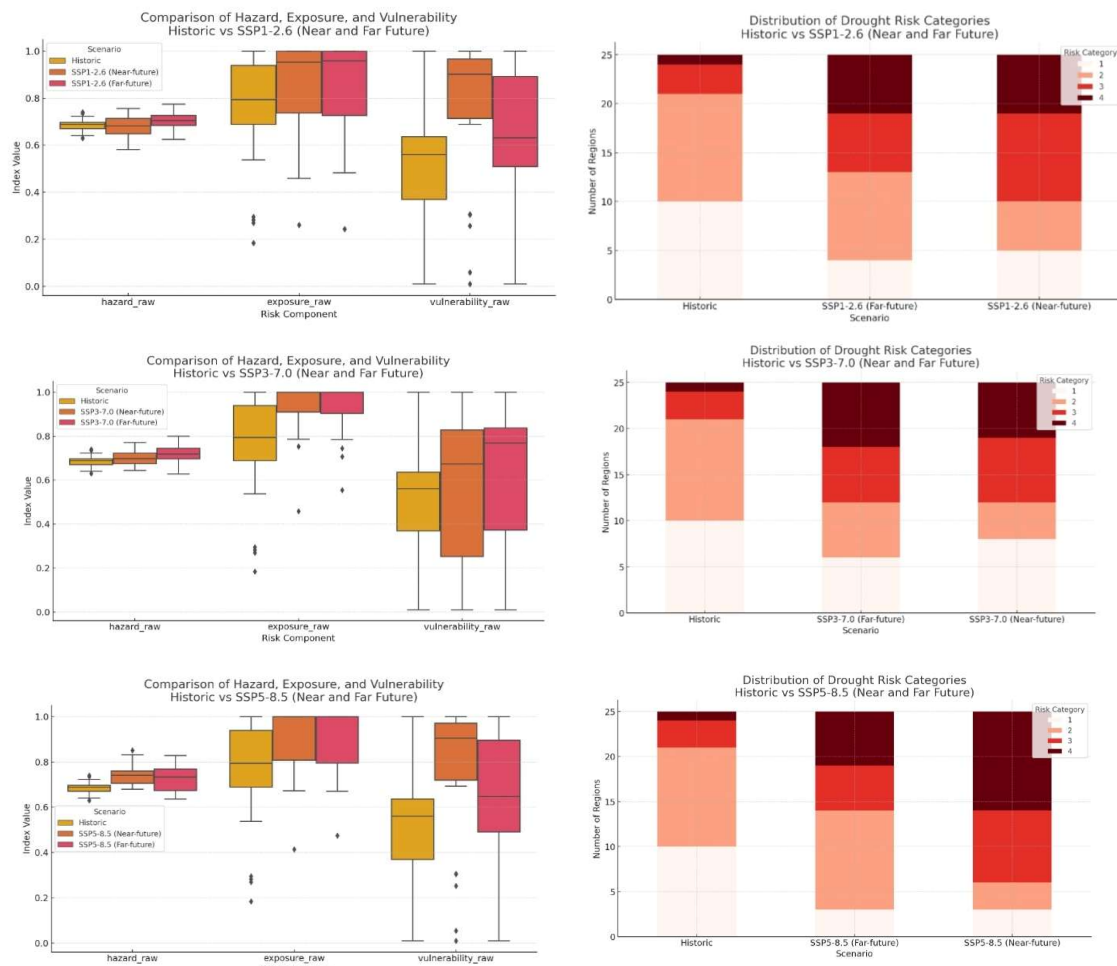 Comparison of Hazard, Exposure, and Vulnerability
Historic vs SSP1-2.6 (Near and Far Future)
Scenario
Historic
SSP1-2.6 (Near-future)
SSP1-2.6 (Far-future)
Index Value
1.0
0.8
0.6
0.4
0.2
0.0
hazard_raw
exposure_raw
vulnerability_raw
Risk Component
Distribution of Drought Risk Categories
Historic vs SSP1-2.6 (Near and Far Future)
Risk Category
1
2
3
4
Number of Regions
25
20
15
10
5
0
Historic
SSP1-2.6 (Far-future)
SSP1-2.6 (Near-future)
Scenario
Comparison of Hazard, Exposure, and Vulnerability
Historic vs SSP3-7.0 (Near and Far Future)
Scenario
Historic
SSP3-7.0 (Near-future)
SSP3-7.0 (Far-future)
Index Value
1.0
0.8
0.6
0.4
0.2
0.0
hazard_raw
exposure_raw
vulnerability_raw
Risk Component
Distribution of Drought Risk Categories
Historic vs SSP3-7.0 (Near and Far Future)
Risk Category
1
2
3
4
Number of Regions
25
20
15
10
5
0
Historic
SSP3-7.0 (Far-future)
SSP3-7.0 (Near-future)
Scenario
Comparison of Hazard, Exposure, and Vulnerability
Historic vs SSP5-8.5 (Near and Far Future)
Index Value
1.0
0.8
0.6
0.4
0.2
0.0
Scenario
Historic
SSP5-8.5 (Near-future)
SSP5-8.5 (Far-future)
hazard_raw
exposure_raw
vulnerability_raw
Distribution of Drought Risk Categories
Historic vs SSP5-8.5 (Near and Far Future)
Risk Category
1
2
3
4
Number of Regions
25
20
15
10
5
0
Historic
SSP5-8.5 (Far-future)
SSP5-8.5 (Near-future)
Scenario